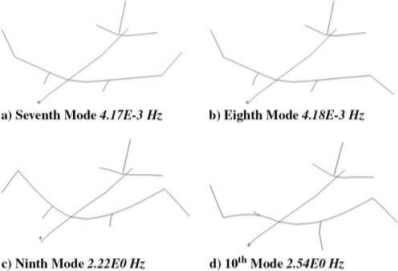 a) Seventh Mode 4.17E-3 Hz
b) Eighth Mode 4.18E-3 Hz
c) Ninth Mode 2.22E0 Hz
d) 10th Mode 2.54E0 Hz